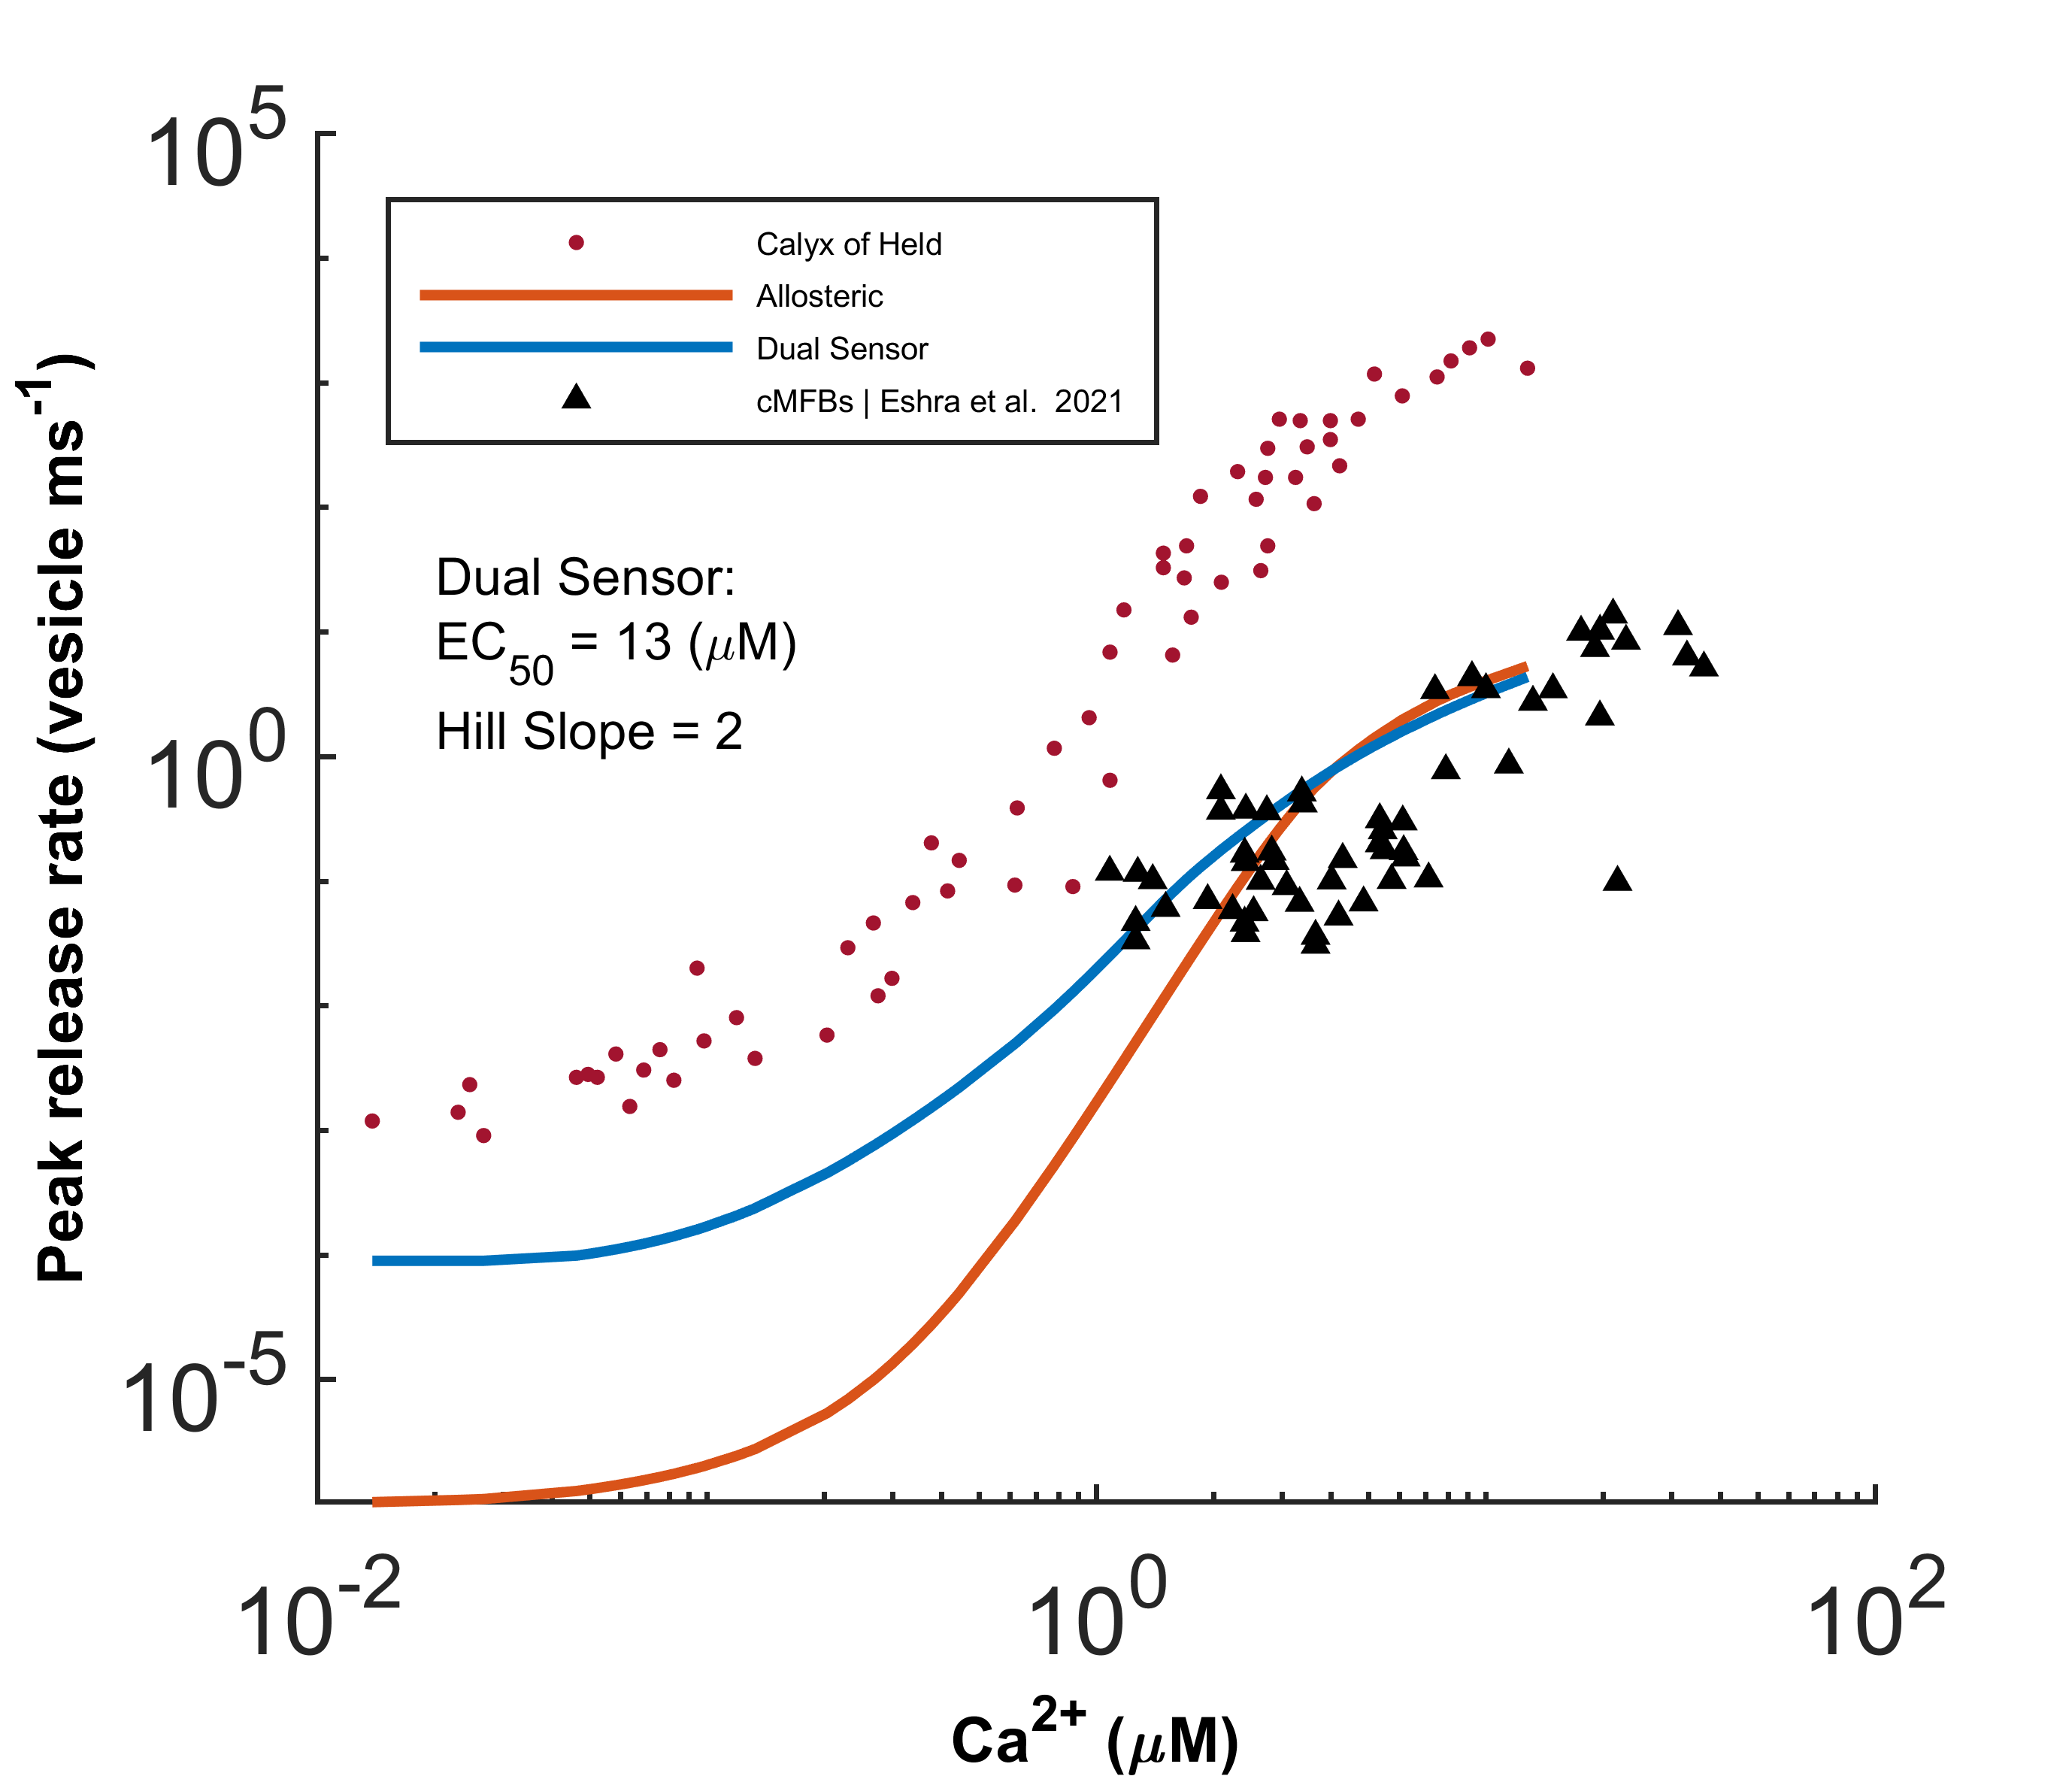 10^5
Calyx of Held
Allosteric
Dual Sensor
cMFBs | Eshra et al. 2021
Dual Sensor:
EC_50 = 13 (μM)
Hill Slope = 2
10^0
10^-5
Peak release rate (vesicle ms^-1)
10^-2
10^0
10^2
Ca^2+ (μM)